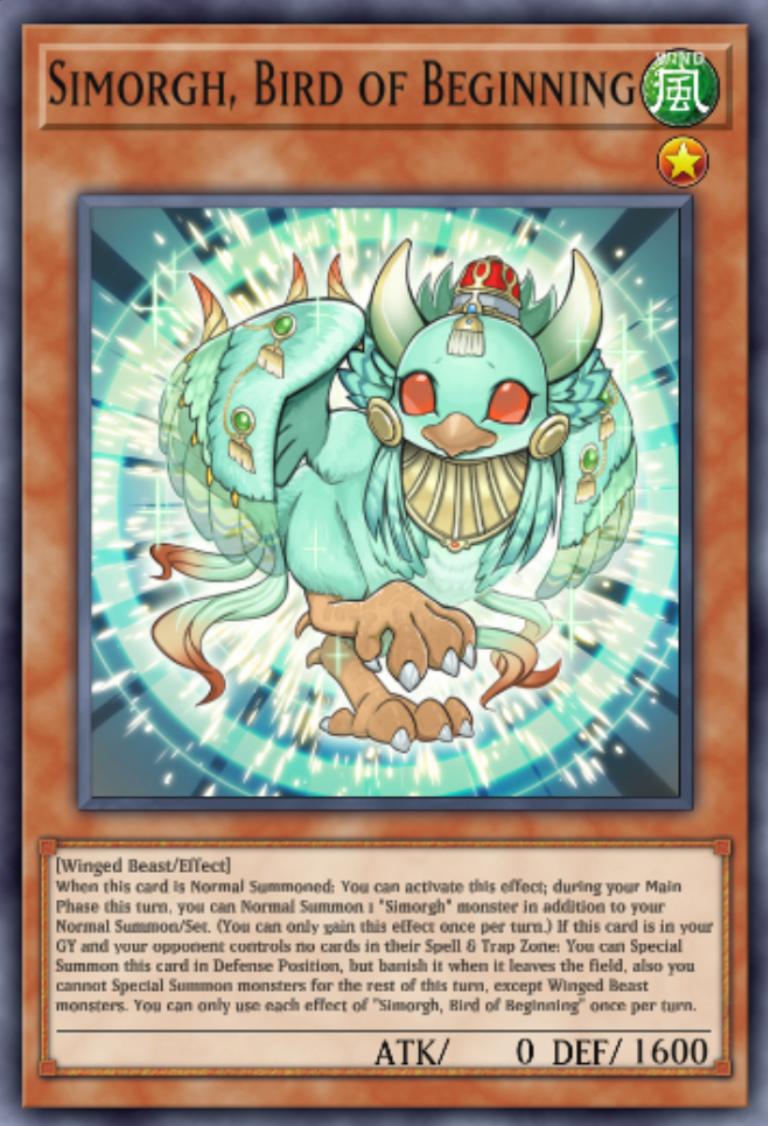 SIMORGH, BIRD OF BEGINNING
WIND
風
[Winged Beast/Effect]
When this card is Normal Summoned: You can activate this effect; during your Main
Phase this turn, you can Normal Summon 1 "Simorgh" monster in addition to your
Normal Summon/Set. (You can only gain this effect once per turn.) If this card is in your
GY and your opponent controls no cards in their Spell & Trap Zone: You can Special
Summon this card in Defense Position, but banish it when it leaves the field, also you
cannot Special Summon monsters for the rest of this turn, except Winged Beast
monsters. You can only use each effect of "Simorgh, Bird of Beginning" once per turn.
ATK/ 0 DEF/ 1600